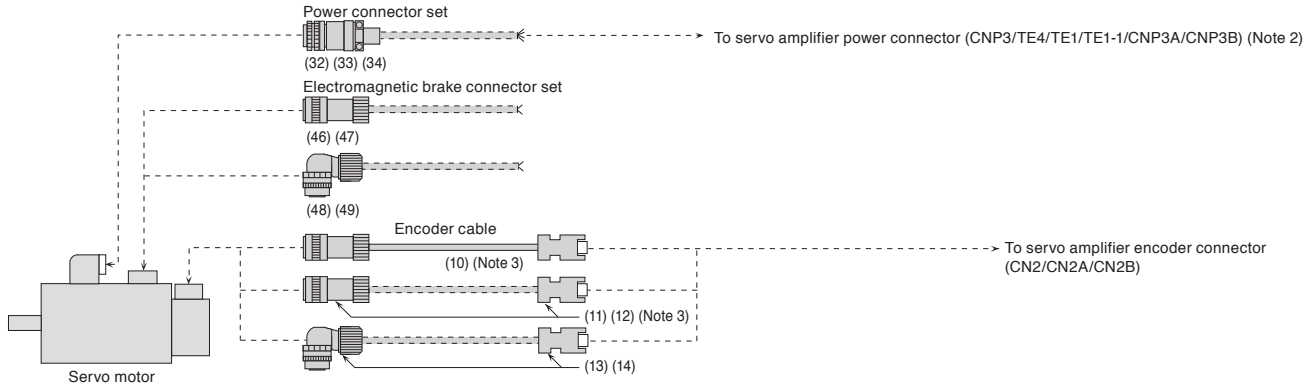 Power connector set
To servo amplifier power connector (CNP3/TE4/TE1/TE1-1/CNP3A/CNP3B) (Note 2)
(32) (33) (34)
Electromagnetic brake connector set
(46) (47)
(48) (49)
Encoder cable
(10) (Note 3)
To servo amplifier encoder connector
(CN2/CN2A/CN2B)
(11) (12) (Note 3)
(13) (14)
Servo motor